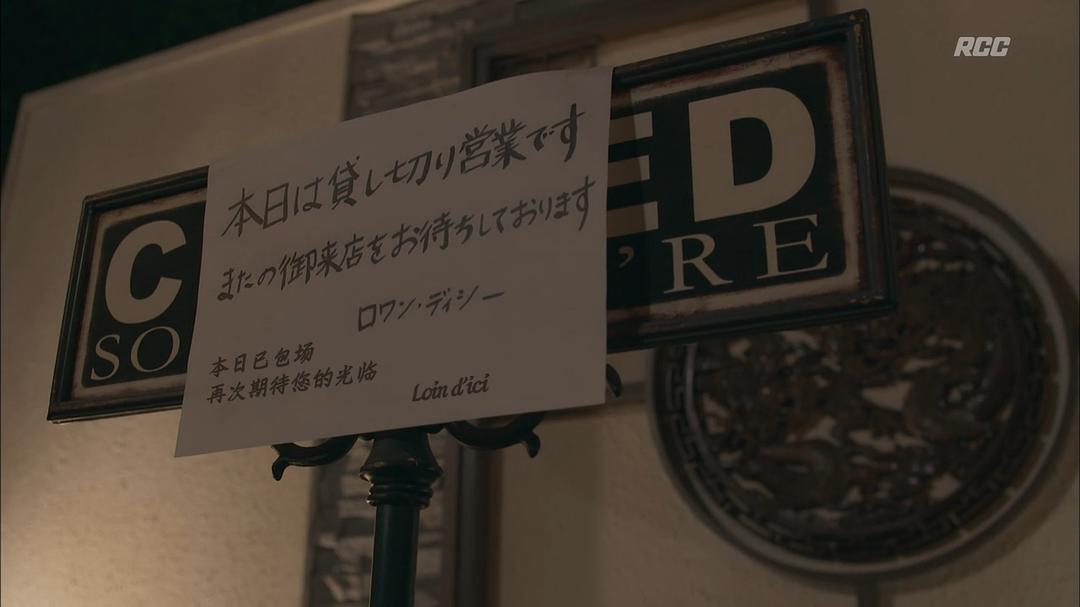 RCC
本日は貸し切り営業です
またの御来店をお待ちしております
ロワン・ディシー
本日已包场
再次期待您的光临
Loin d'ici
C ED
SO 'RE